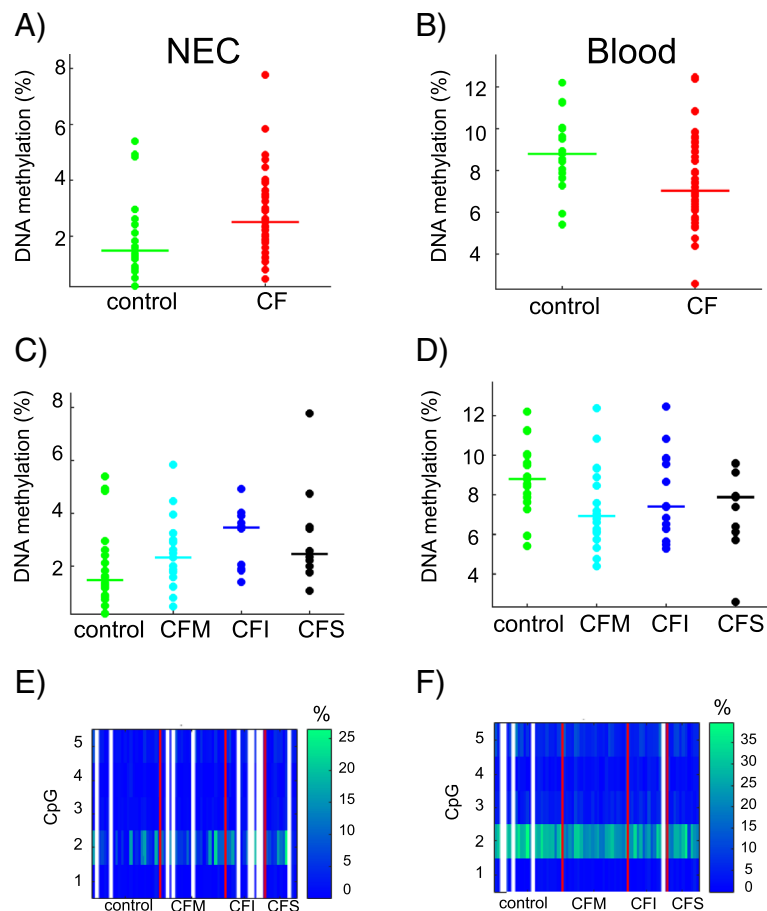 A)
NEC
DNA methylation (%)
8
6
4
2
control CF
B)
Blood
DNA methylation (%)
12
10
8
6
4
control CF
C)
DNA methylation (%)
8
6
4
2
control CFM CFI CFS
D)
DNA methylation (%)
12
10
8
6
4
control CFM CFI CFS
E)
%
CpG
5
4
3
2
1
25
20
15
10
5
0
control CFM CFI CFS
F)
%
CpG
5
4
3
2
1
35
30
25
20
15
10
5
0
control CFM CFI CFS